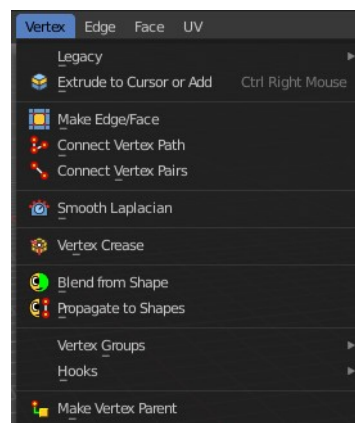 Vertex Edge Face UV
Legacy
Extrude to Cursor or Add Ctrl Right Mouse
Make Edge/Face
Connect Vertex Path
Connect Vertex Pairs
Smooth Laplacian
Vertex Crease
Blend from Shape
Propagate to Shapes
Vertex Groups
Hooks
Make Vertex Parent